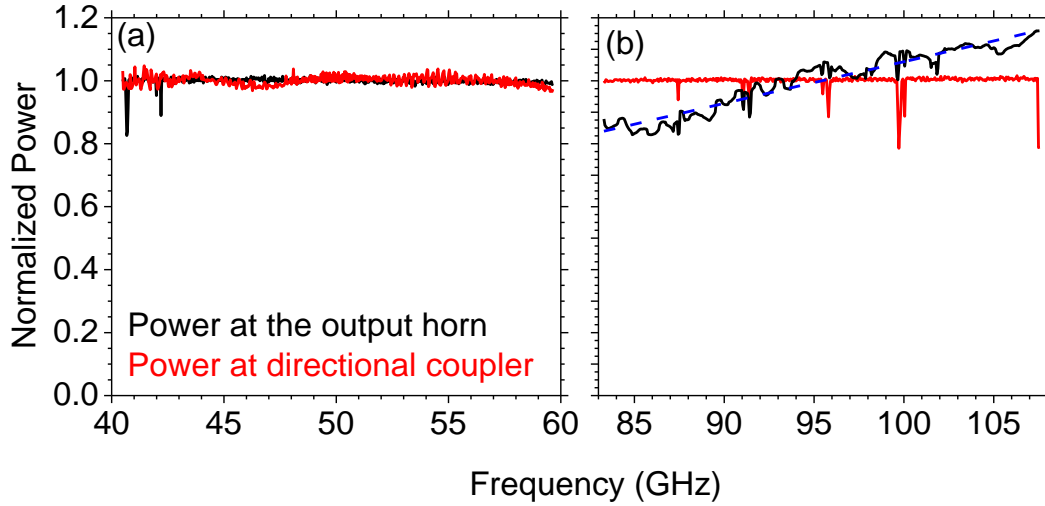 1.2
(a)
(b)
1.0
0.8
0.6
0.4
0.2
0.0
Normalized Power
Power at the output horn
Power at directional coupler
40 45 50 55 60
85 90 95 100 105
Frequency (GHz)